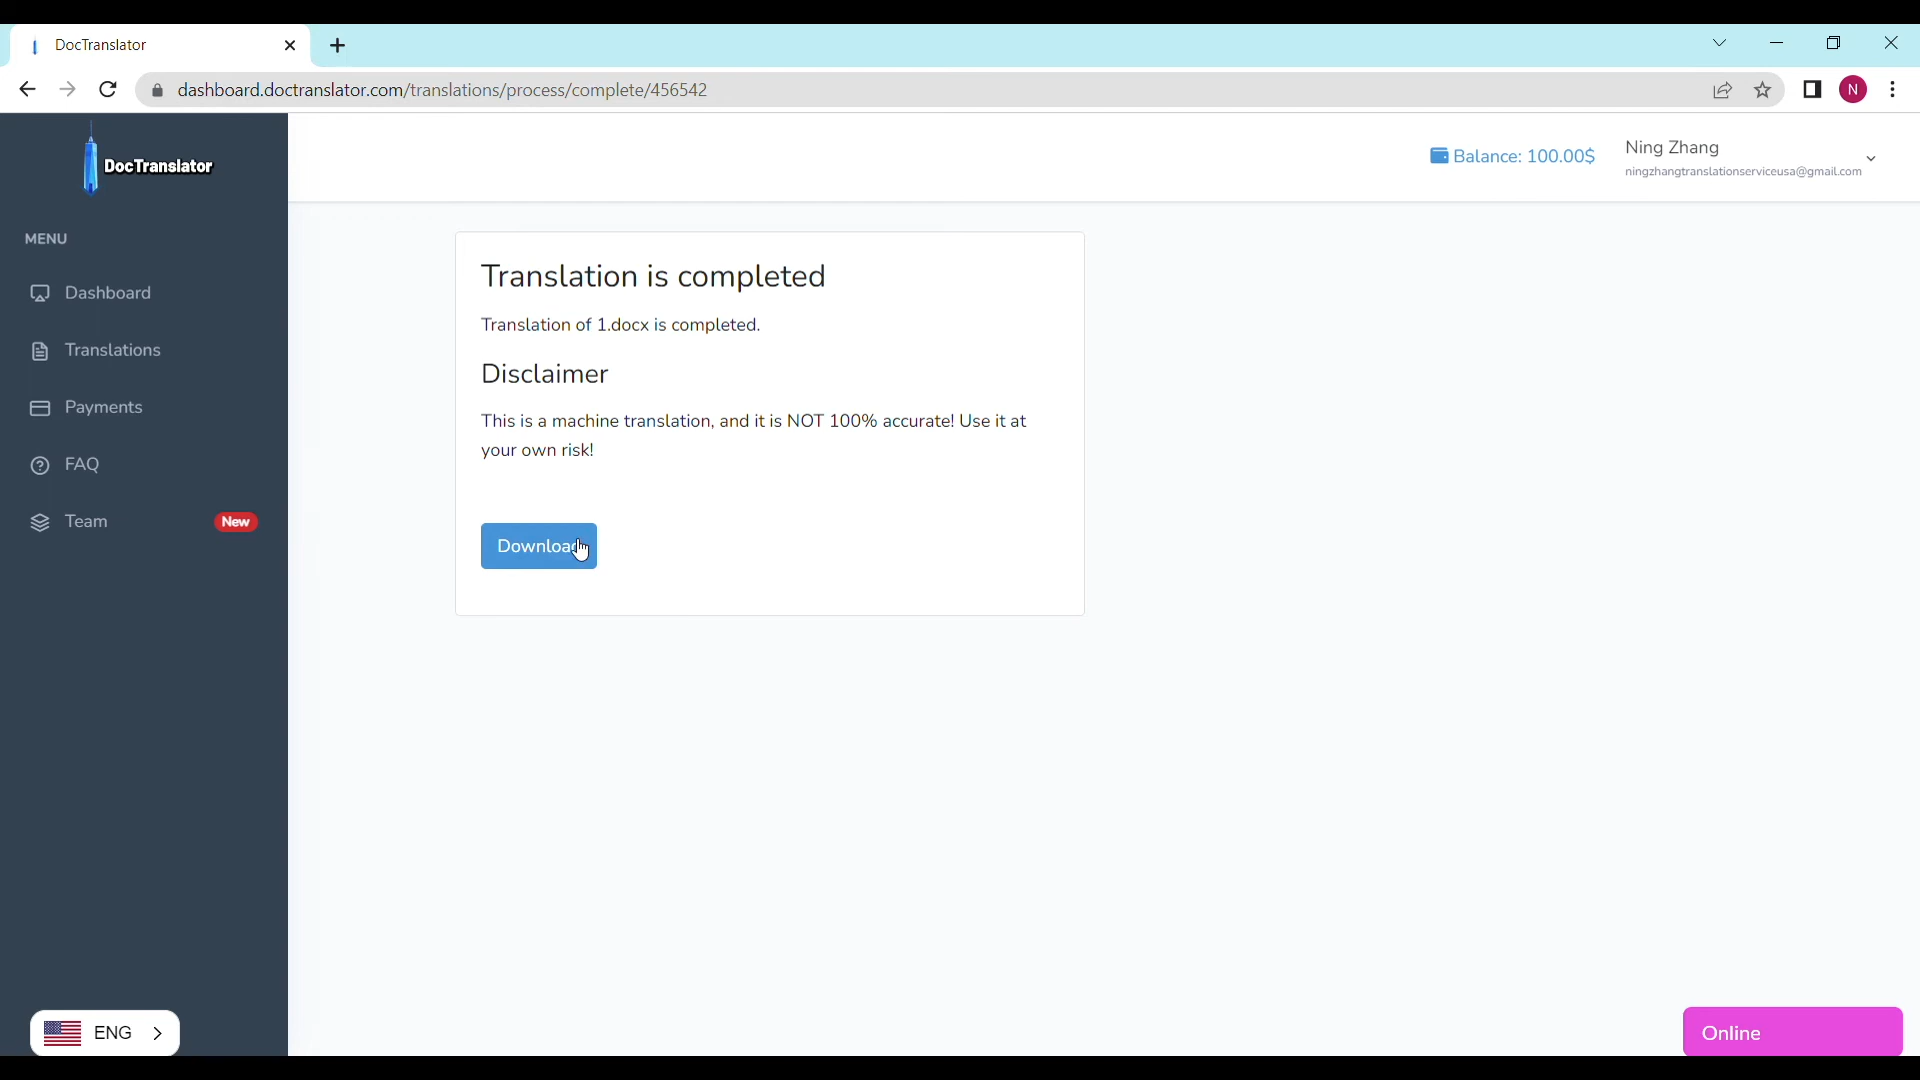 DocTranslator
dashboard.doctranslator.com/translations/process/complete/456542
N
DocTranslator
Balance: 100.00$
Ning Zhang
ningzhangtranslationserviceusa@gmail.com
MENU
Dashboard
Translations
Payments
FAQ
Team
New
Translation is completed
Translation of 1.docx is completed.
Disclaimer
This is a machine translation, and it is NOT 100% accurate! Use it at
your own risk!
Download
ENG
Online